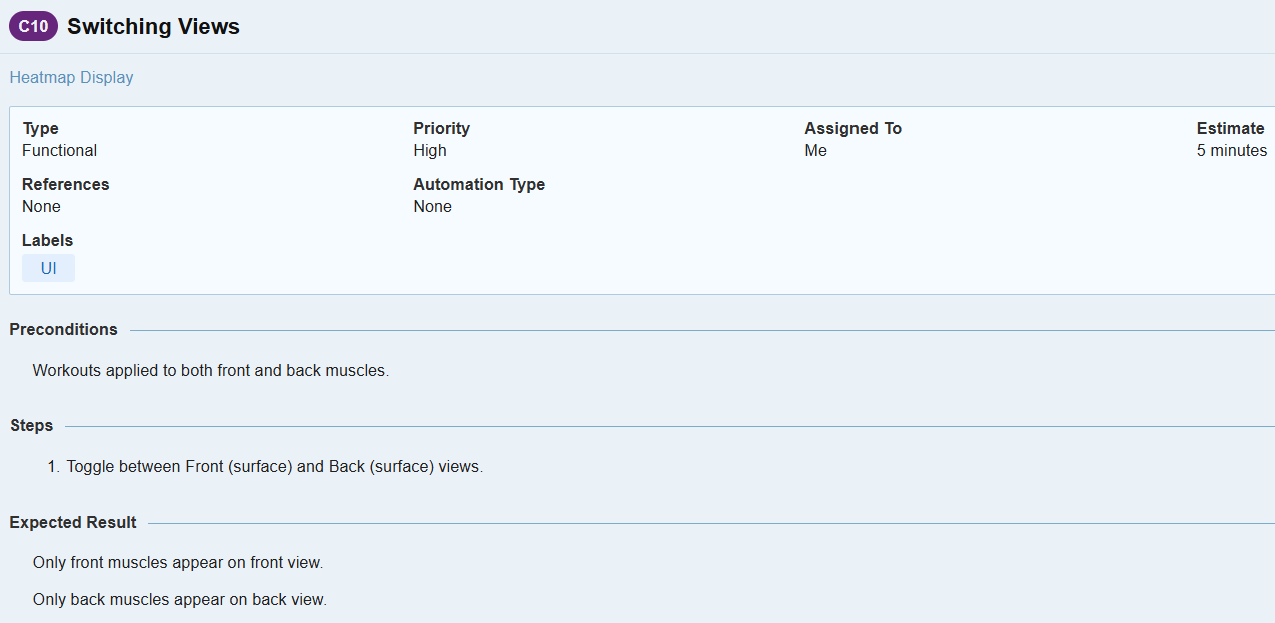 C10 Switching Views
Heatmap Display
Type Priority Assigned To Estimate
Functional High Me 5 minutes
References Automation Type
None None
Labels
UI
Preconditions
Workouts applied to both front and back muscles.
Steps
1. Toggle between Front (surface) and Back (surface) views.
Expected Result
Only front muscles appear on front view.
Only back muscles appear on back view.